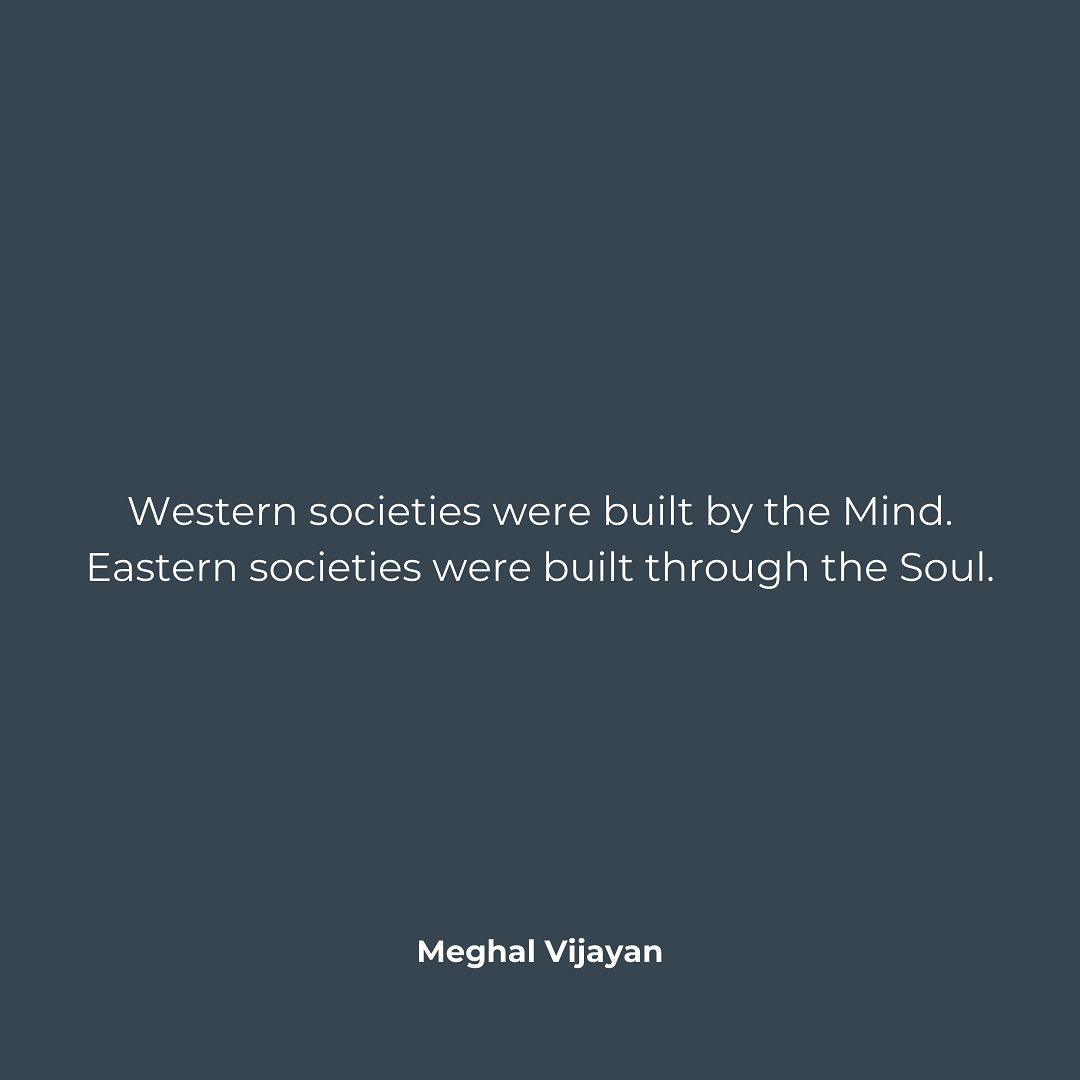 Western societies were built by the Mind.
Eastern societies were built through the Soul.
Meghal Vijayan